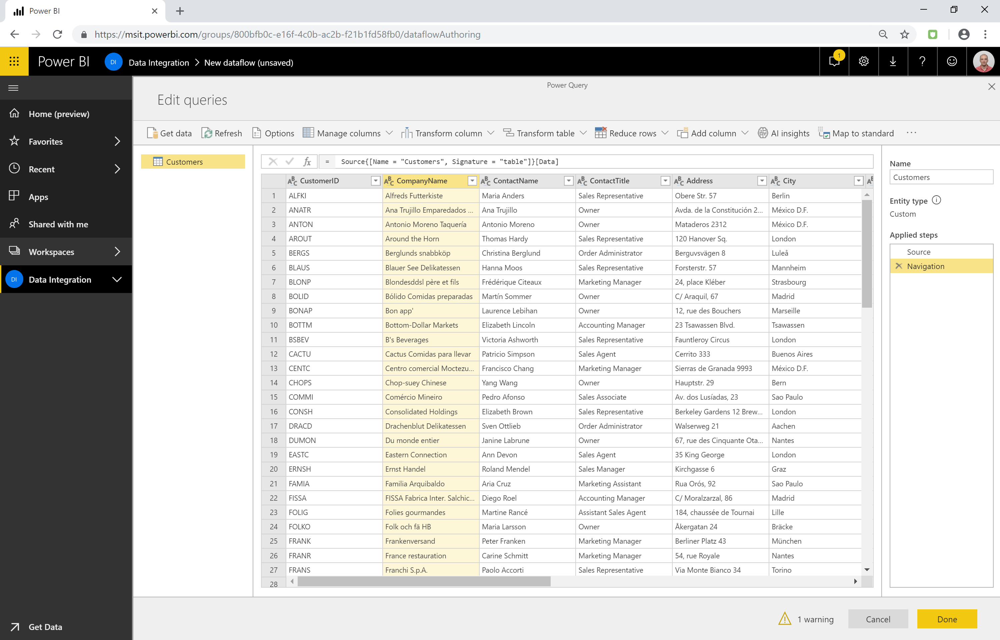 Power BI
https://msit.powerbi.com/groups/800bfb0c-e16f-4c0b-ac2b-f21b1fd58fb0/dataflowAuthoring
Power BI DI Data Integration > New dataflow (unsaved) 1
Power Query
Edit queries
Home (preview)
Favorites
Recent
Apps
Shared with me
Workspaces
DI Data Integration
Get Data
Get data Refresh Options Manage columns Transform column Transform table Reduce rows Add column AI insights Map to standard ...
Customers
fx = Source{[Name = "Customers", Signature = "table"]}[Data]
CustomerID CompanyName ContactName ContactTitle Address City
1 ALFKI Alfreds Futterkiste Maria Anders Sales Representative Obere Str. 57 Berlin
2 ANATR Ana Trujillo Emparedados ... Ana Trujillo Owner Avda. de la Constitución 2... México D.F.
3 ANTON Antonio Moreno Taquería Antonio Moreno Owner Mataderos 2312 México D.F.
4 AROUT Around the Horn Thomas Hardy Sales Representative 120 Hanover Sq. London
5 BERGS Berglunds snabbköp Christina Berglund Order Administrator Berguvsvägen 8 Luleå
6 BLAUS Blauer See Delikatessen Hanna Moos Sales Representative Forsterstr. 57 Mannheim
7 BLONP Blondesddsl père et fils Frédérique Citeaux Marketing Manager 24, place Kléber Strasbourg
8 BOLID Bólido Comidas preparadas Martín Sommer Owner C/ Araquil, 67 Madrid
9 BONAP Bon app' Laurence Lebihan Owner 12, rue des Bouchers Marseille
10 BOTTM Bottom-Dollar Markets Elizabeth Lincoln Accounting Manager 23 Tsawassen Blvd. Tsawassen
11 BSBEV B's Beverages Victoria Ashworth Sales Representative Fauntleroy Circus London
12 CACTU Cactus Comidas para llevar Patricio Simpson Sales Agent Cerrito 333 Buenos Aires
13 CENTC Centro comercial Moctezu... Francisco Chang Marketing Manager Sierras de Granada 9993 México D.F.
14 CHOPS Chop-suey Chinese Yang Wang Owner Hauptstr. 29 Bern
15 COMMI Comércio Mineiro Pedro Afonso Sales Associate Av. dos Lusíadas, 23 Sao Paulo
16 CONSH Consolidated Holdings Elizabeth Brown Sales Representative Berkeley Gardens 12 Brew... London
17 DRACD Drachenblut Delikatessen Sven Ottlieb Order Administrator Walserweg 21 Aachen
18 DUMON Du monde entier Janine Labrune Owner 67, rue des Cinquante Ota... Nantes
19 EASTC Eastern Connection Ann Devon Sales Agent 35 King George London
20 ERNSH Ernst Handel Roland Mendel Sales Manager Kirchgasse 6 Graz
21 FAMIA Familia Arquibaldo Aria Cruz Marketing Assistant Rua Orós, 92 Sao Paulo
22 FISSA FISSA Fabrica Inter. Salchic... Diego Roel Accounting Manager C/ Moralzarzal, 86 Madrid
23 FOLIG Folies gourmandes Martine Rancé Assistant Sales Agent 184, chaussée de Tournai Lille
24 FOLKO Folk och fä HB Maria Larsson Owner Åkergatan 24 Bräcke
25 FRANK Frankenversand Peter Franken Marketing Manager Berliner Platz 43 München
26 FRANR France restauration Carine Schmitt Marketing Manager 54, rue Royale Nantes
27 FRANS Franchi S.p.A. Paolo Accorti Sales Representative Via Monte Bianco 34 Torino
28
Name
Customers
Entity type
Custom
Applied steps
Source
Navigation
1 warning
Cancel
Done